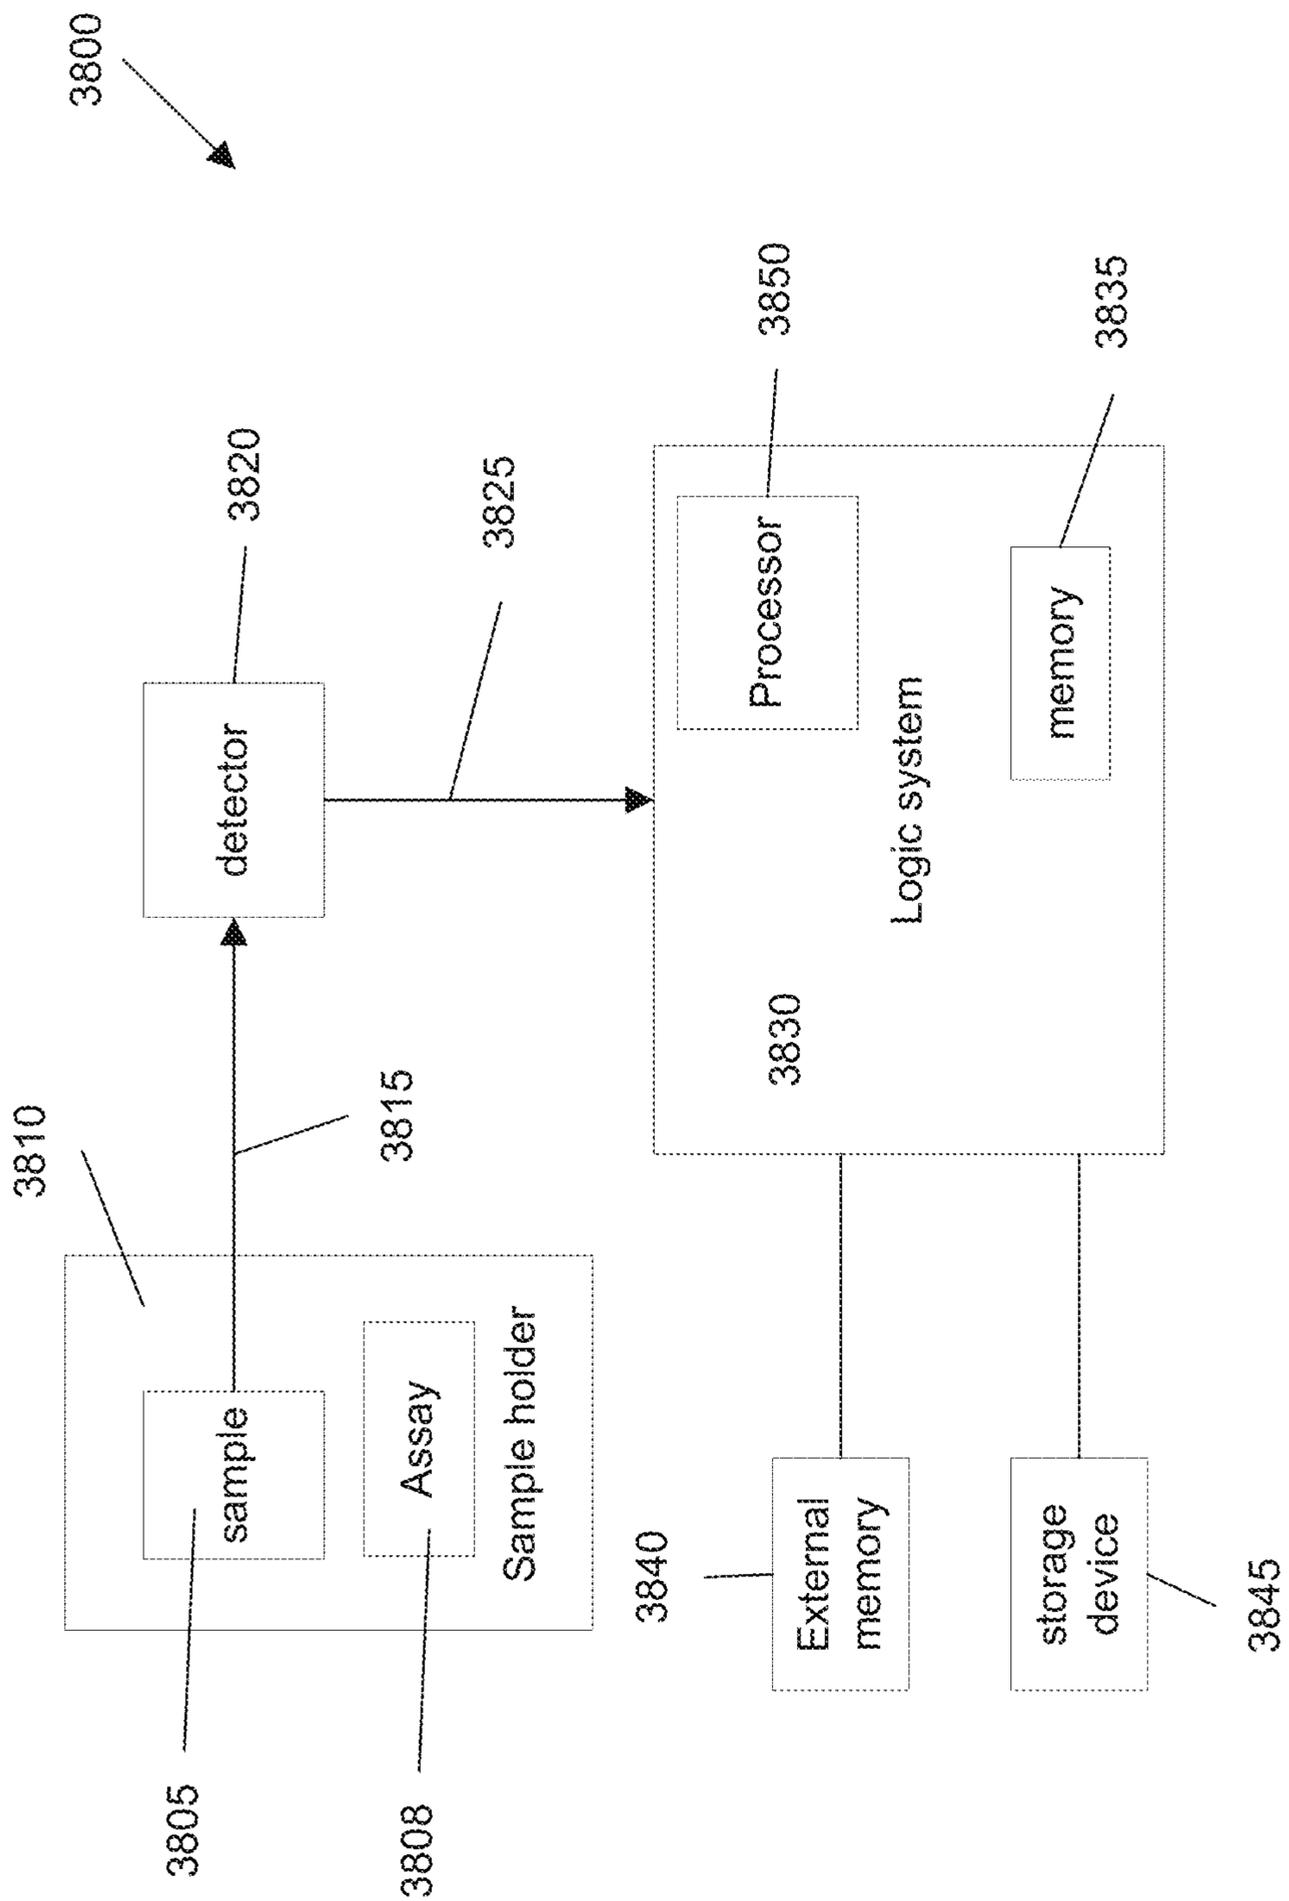 3800
3810
3805
sample
3808
Assay
Sample holder
3815
detector
3820
3825
3830
Logic system
Processor
3850
memory
3835
3840
External
memory
storage
device
3845